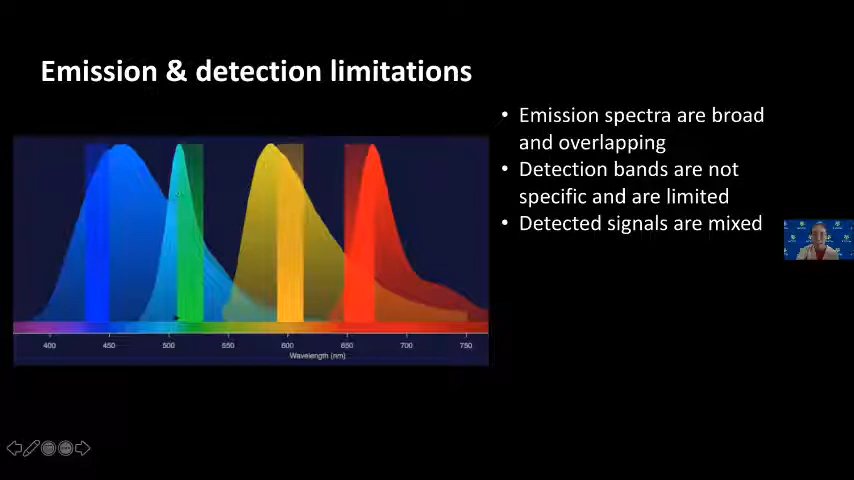 Emission & detection limitations
• Emission spectra are broad
and overlapping
• Detection bands are not
specific and are limited
• Detected signals are mixed
400 450 500 550 600 650 700 750
Wavelength (nm)